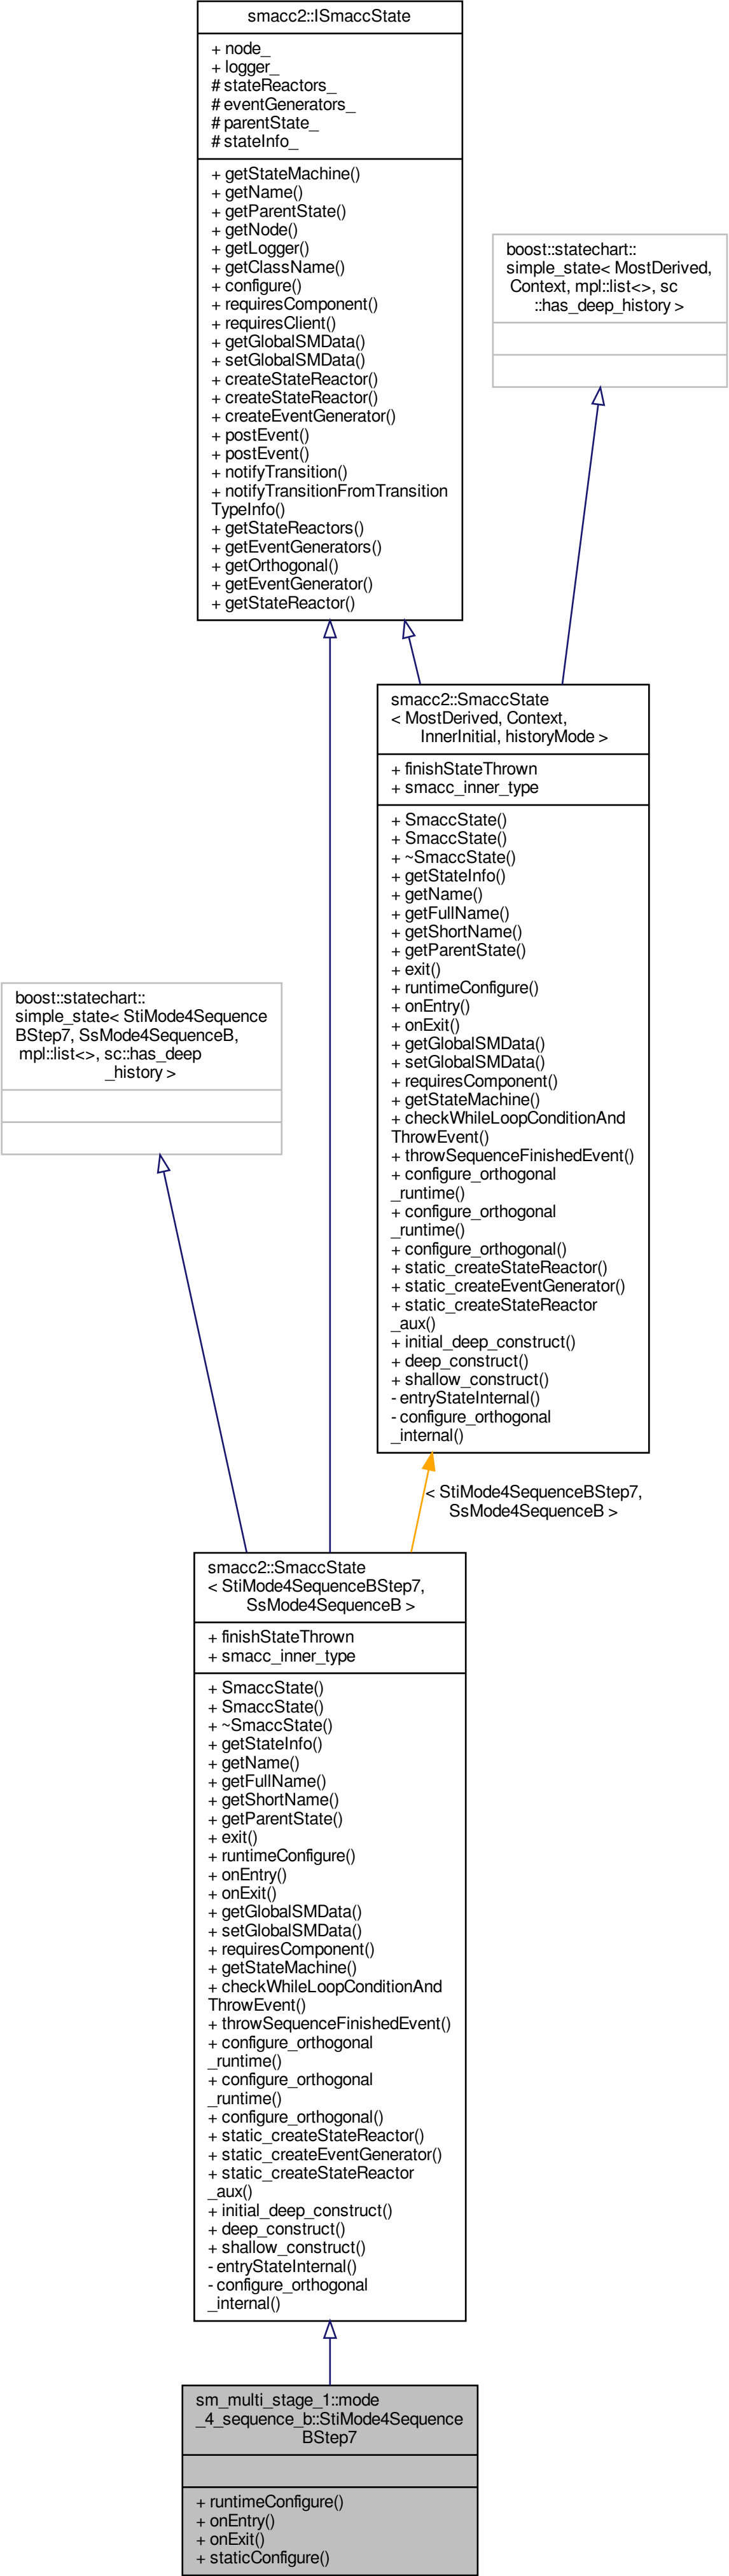 smacc2::ISmaccState
+ node_
+ logger_
# stateReactors_
# eventGenerators_
# parentState_
# stateInfo_
+ getStateMachine()
+ getName()
+ getParentState()
+ getNode()
+ getLogger()
+ getClassName()
+ configure()
+ requiresComponent()
+ requiresClient()
+ getGlobalSMData()
+ setGlobalSMData()
+ createStateReactor()
+ createStateReactor()
+ createEventGenerator()
+ postEvent()
+ postEvent()
+ notifyTransition()
+ notifyTransitionFromTransition
TypeInfo()
+ getStateReactors()
+ getEventGenerators()
+ getOrthogonal()
+ getEventGenerator()
+ getStateReactor()
boost::statechart::
simple_state< MostDerived,
Context, mpl::list<>, sc
::has_deep_history >
smacc2::SmaccState
< MostDerived, Context,
InnerInitial, historyMode >
+ finishStateThrown
+ smacc_inner_type
+ SmaccState()
+ SmaccState()
+ ~SmaccState()
+ getStateInfo()
+ getName()
+ getFullName()
+ getShortName()
+ getParentState()
+ exit()
+ runtimeConfigure()
+ onEntry()
+ onExit()
+ getGlobalSMData()
+ setGlobalSMData()
+ requiresComponent()
+ getStateMachine()
+ checkWhileLoopConditionAnd
ThrowEvent()
+ throwSequenceFinishedEvent()
+ configure_orthogonal
_runtime()
+ configure_orthogonal
_runtime()
+ configure_orthogonal()
+ static_createStateReactor()
+ static_createEventGenerator()
+ static_createStateReactor
_aux()
+ initial_deep_construct()
+ deep_construct()
+ shallow_construct()
- entryStateInternal()
- configure_orthogonal
_internal()
boost::statechart::
simple_state< StiMode4Sequence
BStep7, SsMode4SequenceB,
mpl::list<>, sc::has_deep
_history >
< StiMode4SequenceBStep7,
SsMode4SequenceB >
smacc2::SmaccState
< StiMode4SequenceBStep7,
SsMode4SequenceB >
+ finishStateThrown
+ smacc_inner_type
+ SmaccState()
+ SmaccState()
+ ~SmaccState()
+ getStateInfo()
+ getName()
+ getFullName()
+ getShortName()
+ getParentState()
+ exit()
+ runtimeConfigure()
+ onEntry()
+ onExit()
+ getGlobalSMData()
+ setGlobalSMData()
+ requiresComponent()
+ getStateMachine()
+ checkWhileLoopConditionAnd
ThrowEvent()
+ throwSequenceFinishedEvent()
+ configure_orthogonal
_runtime()
+ configure_orthogonal
_runtime()
+ configure_orthogonal()
+ static_createStateReactor()
+ static_createEventGenerator()
+ static_createStateReactor
_aux()
+ initial_deep_construct()
+ deep_construct()
+ shallow_construct()
- entryStateInternal()
- configure_orthogonal
_internal()
sm_multi_stage_1::mode
_4_sequence_b::StiMode4Sequence
BStep7
+ runtimeConfigure()
+ onEntry()
+ onExit()
+ staticConfigure()